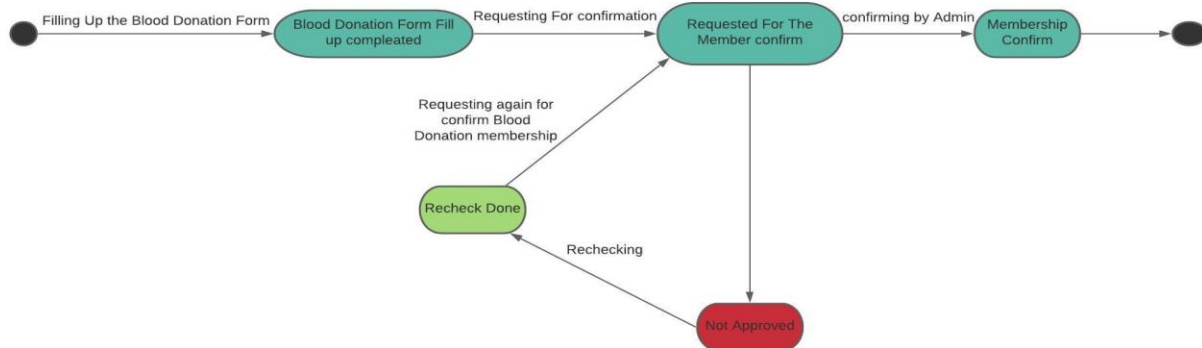 Filling Up the Blood Donation Form
Blood Donation Form Fill
up compleated
Requesting For confirmation
Requested For The
Member confirm
confirming by Admin
Membership
Confirm
Requesting again for
confirm Blood
Donation membership
Recheck Done
Rechecking
Not Approved